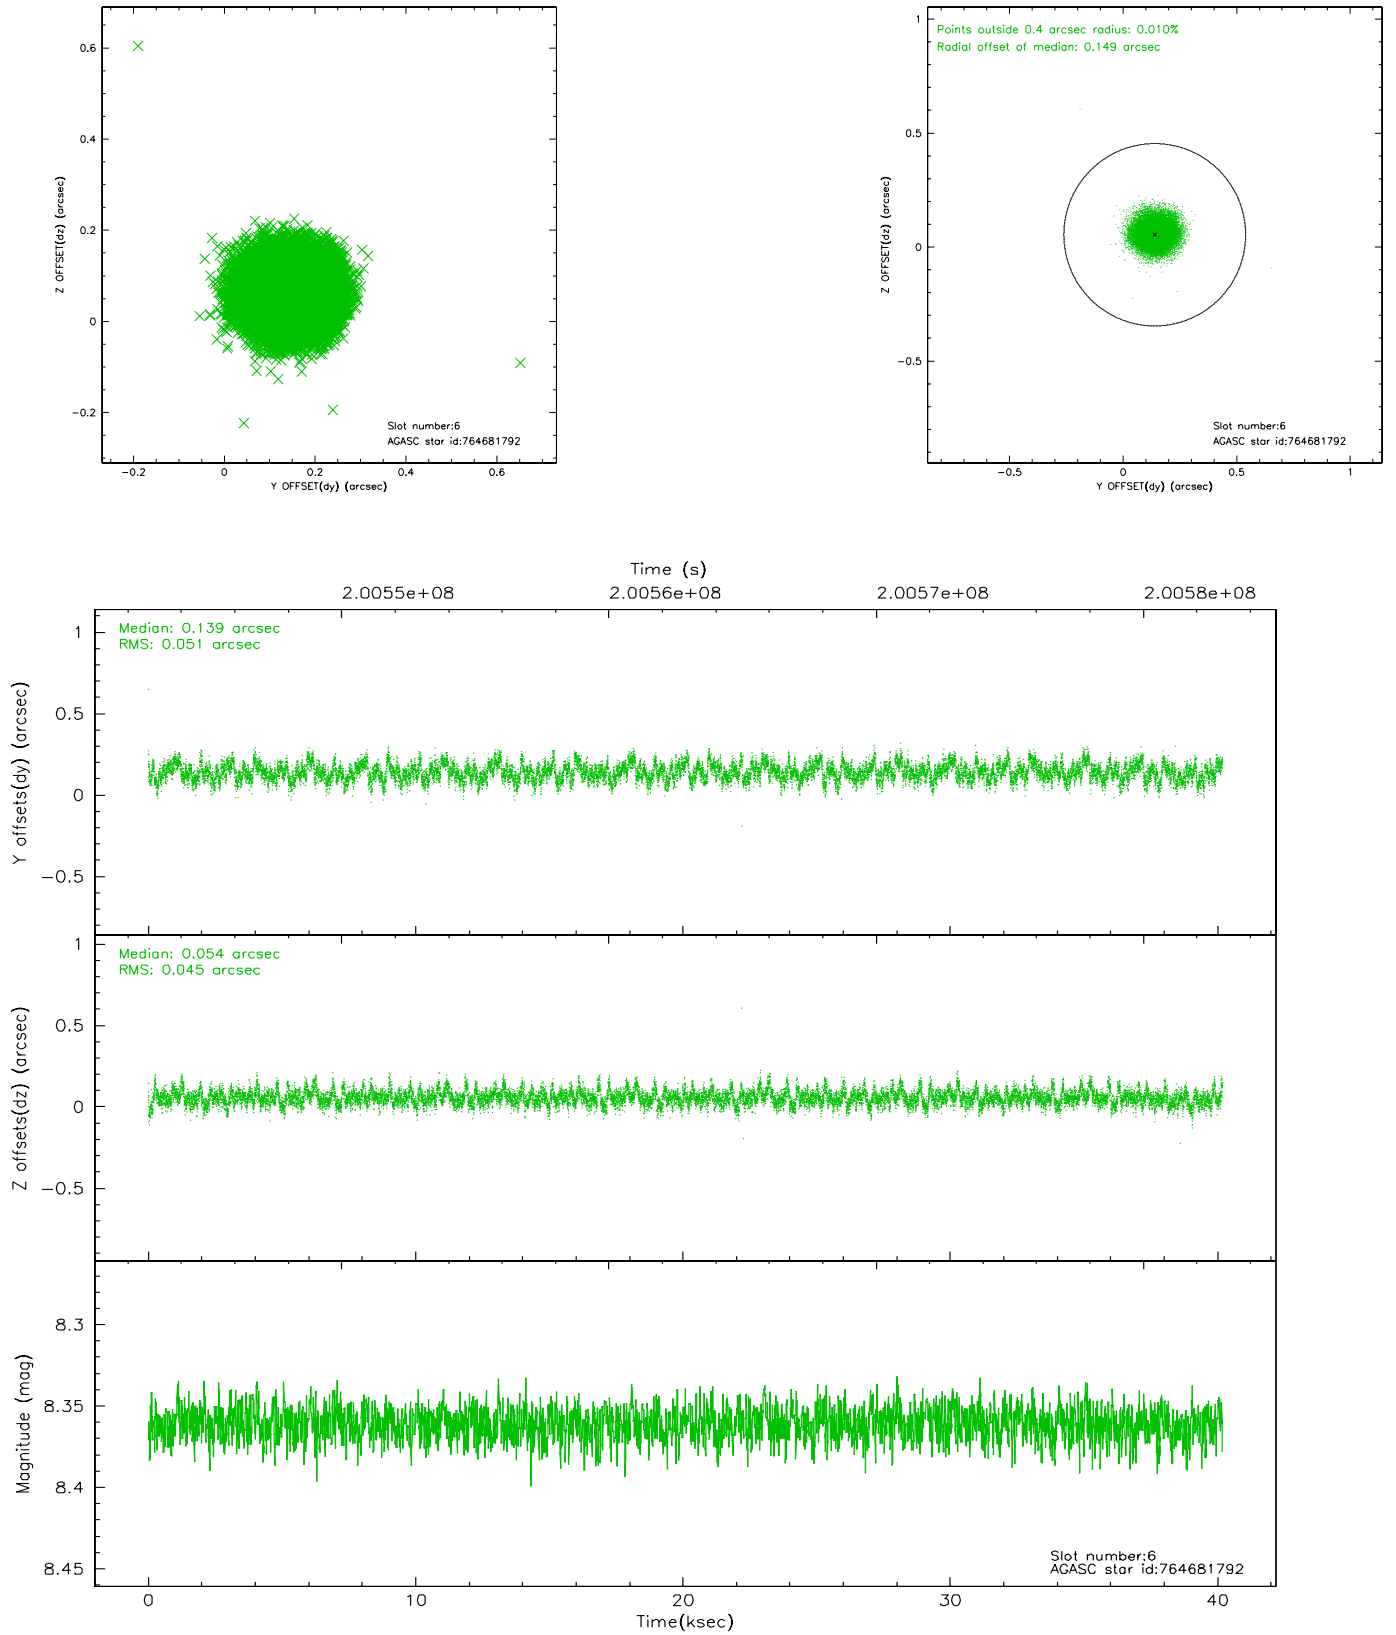 0.6
0.4
0.2
0
−0.2
Z OFFSET(dz) (arcsec)
Slot number:6
AGASC star id:764681792
−0.2 0 0.2 0.4 0.6
Y OFFSET(dy) (arcsec)
Points outside 0.4 arcsec radius: 0.010%
Radial offset of median: 0.149 arcsec
1
0.5
0
−0.5
Z OFFSET(dz) (arcsec)
Slot number:6
AGASC star id:764681792
−0.5 0 0.5 1
Y OFFSET(dy) (arcsec)
Time (s)
2.0055e+08 2.0056e+08 2.0057e+08 2.0058e+08
Median: 0.139 arcsec
RMS: 0.051 arcsec
1
0.5
0
−0.5
Y offsets(dy) (arcsec)
Median: 0.054 arcsec
RMS: 0.045 arcsec
1
0.5
0
−0.5
Z offsets(dz) (arcsec)
8.3
8.35
8.4
8.45
Magnitude (mag)
Slot number:6
AGASC star id:764681792
0 10 20 30 40
Time(ksec)